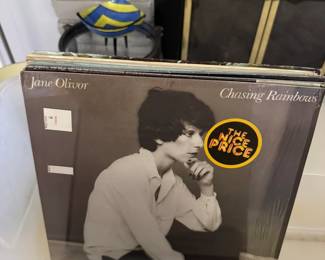 Jane Olivor
Chasing Rainbows
THE
NICE
PRICE